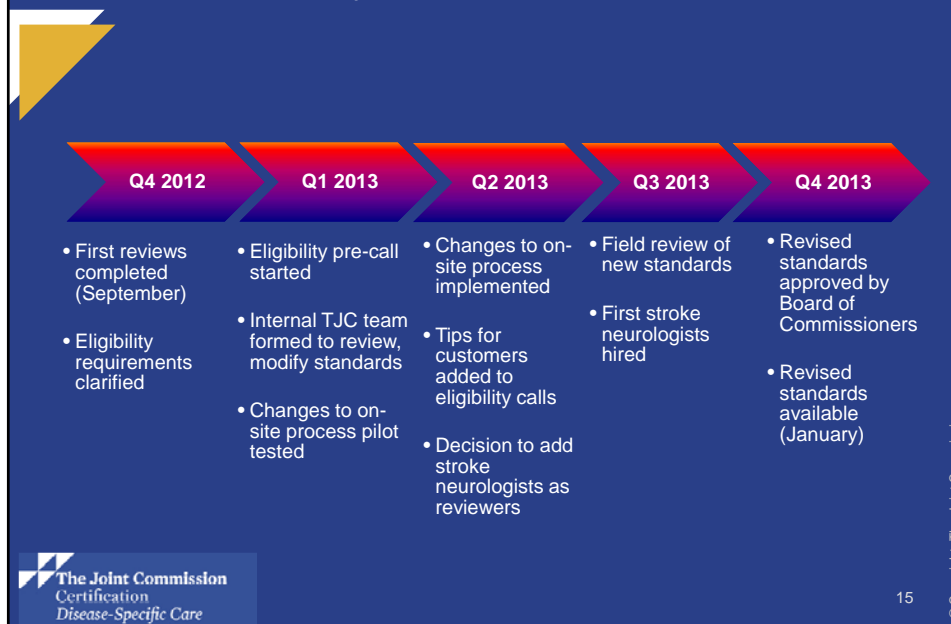 Q4 2012
Q1 2013
Q2 2013
Q3 2013
Q4 2013
• First reviews
completed
(September)
• Eligibility
requirements
clarified
• Eligibility pre-call
started
• Internal TJC team
formed to review,
modify standards
• Changes to on-
site process pilot
tested
• Changes to on-
site process
implemented
• Tips for
customers
added to
eligibility calls
• Decision to add
stroke
neurologists as
reviewers
• Field review of
new standards
• First stroke
neurologists
hired
• Revised
standards
approved by
Board of
Commissioners
• Revised
standards
available
(January)
The Joint Commission
Certification
Disease-Specific Care
15